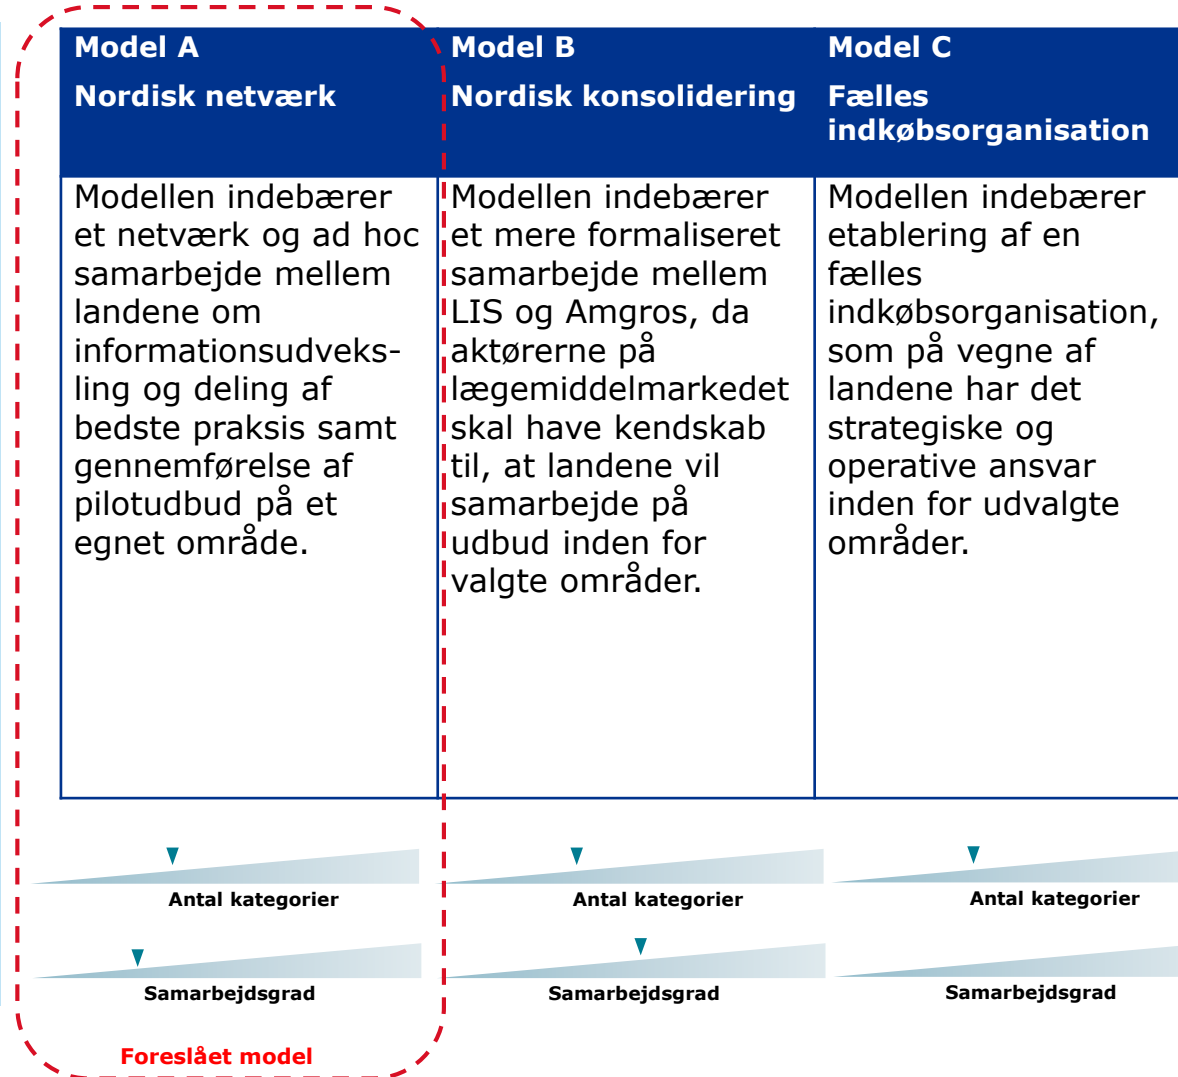 Model A
Nordisk netværk
Model B
Nordisk konsolidering
Model C
Fælles
indkøbsorganisation
Modellen indebærer
et netværk og ad hoc
samarbejde mellem
landene om
informationsudveks-
ling og deling af
bedste praksis samt
gennemførelse af
pilotudbud på et
egnet område.
Modellen indebærer
et mere formaliseret
samarbejde mellem
LIS og Amgros, da
aktørerne på
lægemiddelmarkedet
skal have kendskab
til, at landene vil
samarbejde på
udbud inden for
valgte områder.
Modellen indebærer
etablering af en
fælles
indkøbsorganisation,
som på vegne af
landene har det
strategiske og
operative ansvar
inden for udvalgte
områder.
Antal kategorier
Antal kategorier
Antal kategorier
Samarbejdsgrad
Samarbejdsgrad
Samarbejdsgrad
Foreslået model